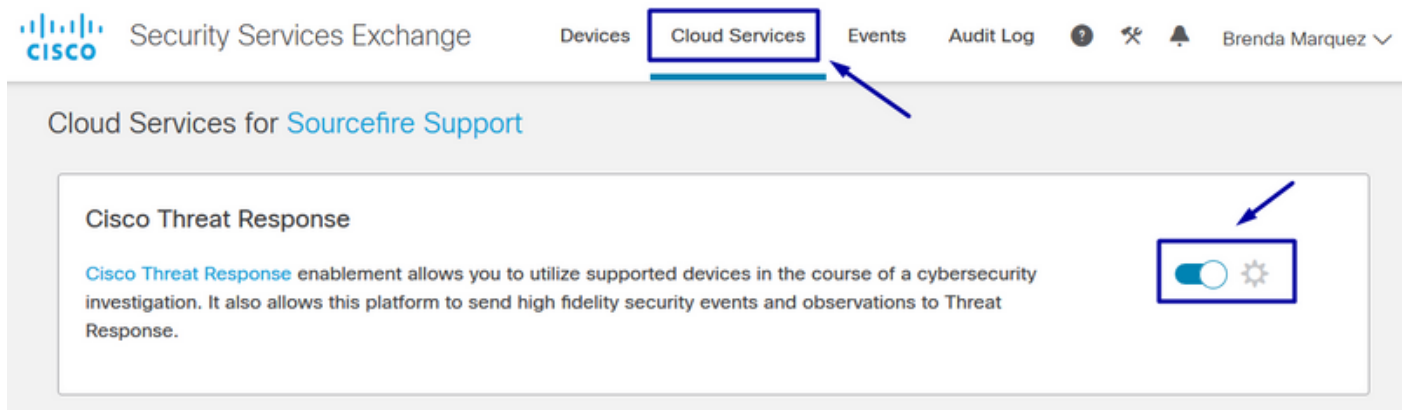 CISCO Security Services Exchange Devices Cloud Services Events Audit Log ? Brenda Marquez
Cloud Services for Sourcefire Support
Cisco Threat Response
Cisco Threat Response enablement allows you to utilize supported devices in the course of a cybersecurity
investigation. It also allows this platform to send high fidelity security events and observations to Threat
Response.